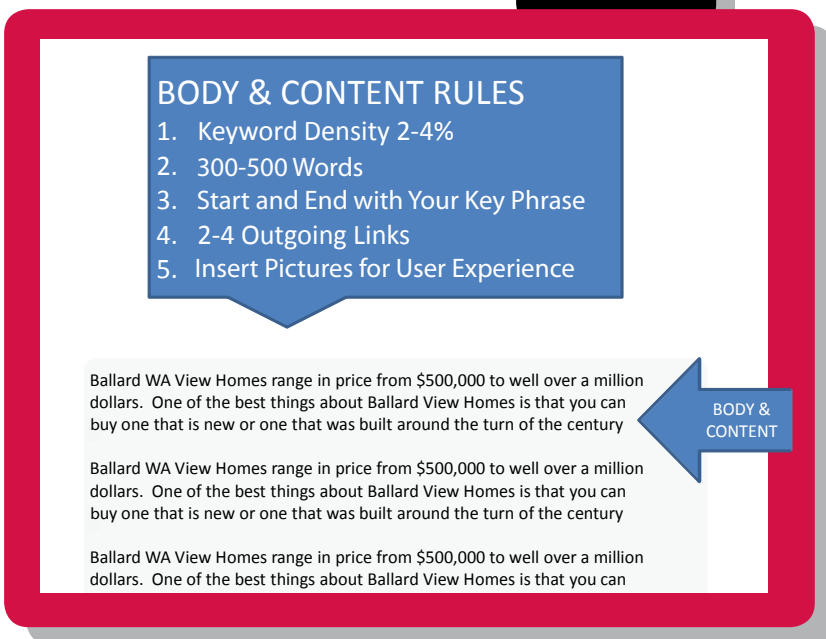 BODY & CONTENT RULES
1. Keyword Density 2-4%
2. 300-500 Words
3. Start and End with Your Key Phrase
4. 2-4 Outgoing Links
5. Insert Pictures for User Experience
Ballard WA View Homes range in price from $500,000 to well over a million
dollars.  One of the best things about Ballard View Homes is that you can
buy one that is new or one that was built around the turn of the century
BODY &
CONTENT
Ballard WA View Homes range in price from $500,000 to well over a million
dollars.  One of the best things about Ballard View Homes is that you can
buy one that is new or one that was built around the turn of the century
Ballard WA View Homes range in price from $500,000 to well over a million
dollars.  One of the best things about Ballard View Homes is that you can